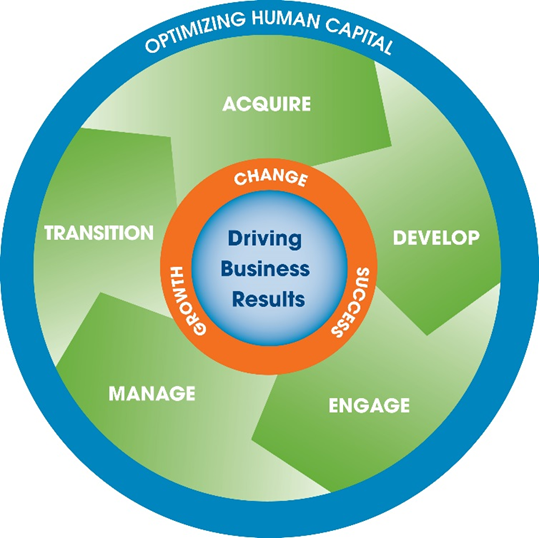 OPTIMIZING HUMAN CAPITAL
ACQUIRE
DEVELOP
ENGAGE
MANAGE
TRANSITION
CHANGE
SUCCESS
GROWTH
Driving
Business
Results